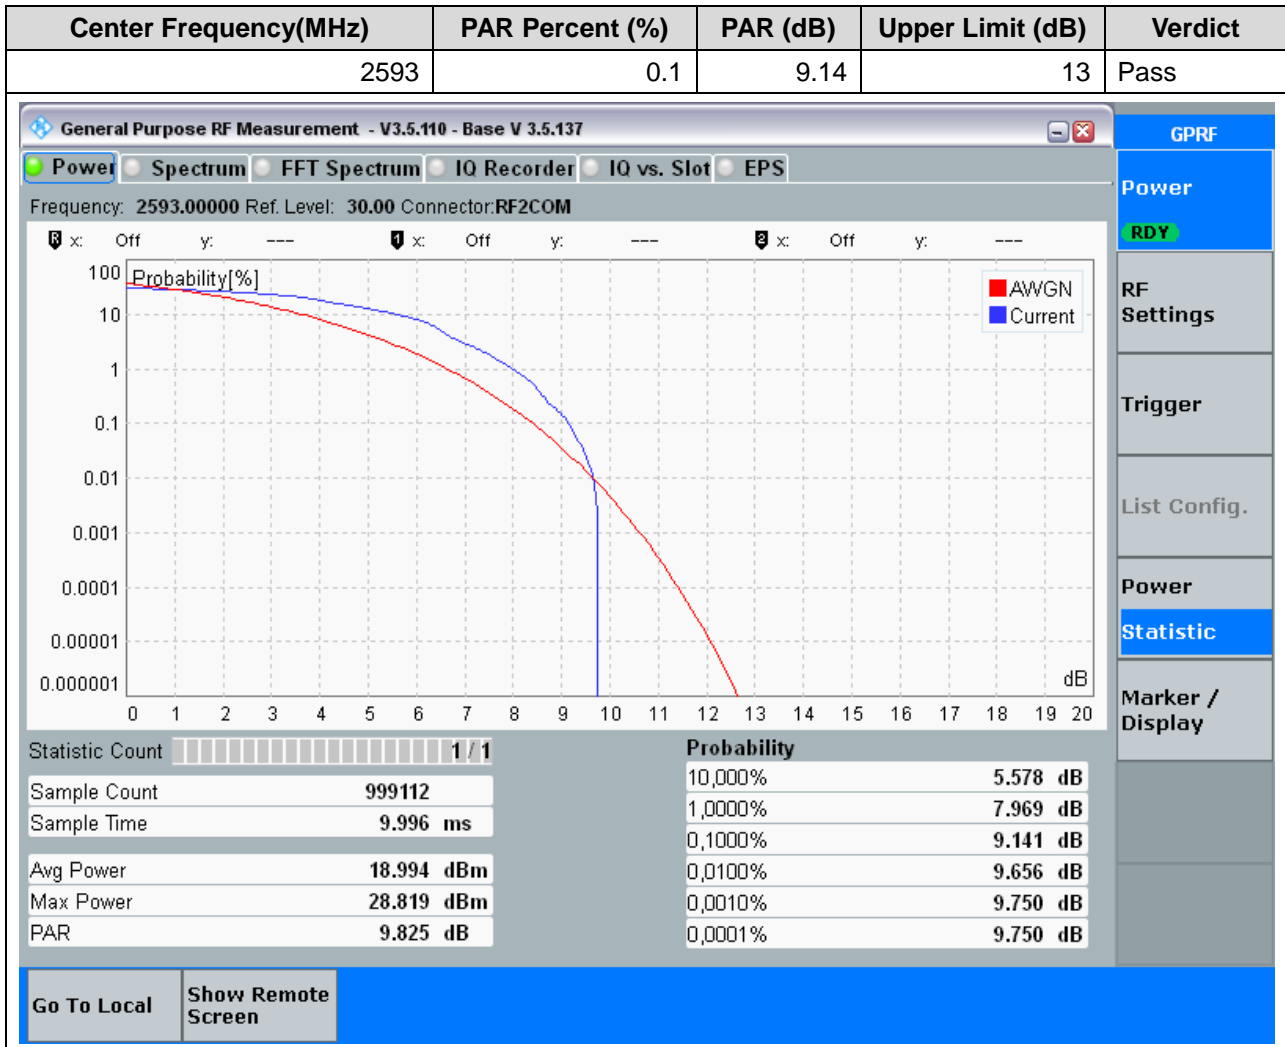 Center Frequency(MHz) PAR Percent (%) PAR (dB) Upper Limit (dB) Verdict
2593 0.1 9.14 13 Pass
General Purpose RF Measurement - V3.5.110 - Base V 3.5.137
GPRF
Power Spectrum FFT Spectrum IQ Recorder IQ vs. Slot EPS
Frequency: 2593.00000 Ref. Level: 30.00 Connector:RF2COM
R x: Off y: --- 1 x: Off y: --- 2 x: Off y: ---
Probability[%]
AWGN
Current
100
10
1
0.1
0.01
0.001
0.0001
0.00001
0.000001
dB
0 1 2 3 4 5 6 7 8 9 10 11 12 13 14 15 16 17 18 19 20
Statistic Count 1 / 1
Sample Count 999112
Sample Time 9.996 ms
Avg Power 18.994 dBm
Max Power 28.819 dBm
PAR 9.825 dB
Probability
10,000% 5.578 dB
1,0000% 7.969 dB
0,1000% 9.141 dB
0,0100% 9.656 dB
0,0010% 9.750 dB
0,0001% 9.750 dB
Power
RDY
RF
Settings
Trigger
List Config.
Power
Statistic
Marker /
Display
Go To Local
Show Remote
Screen